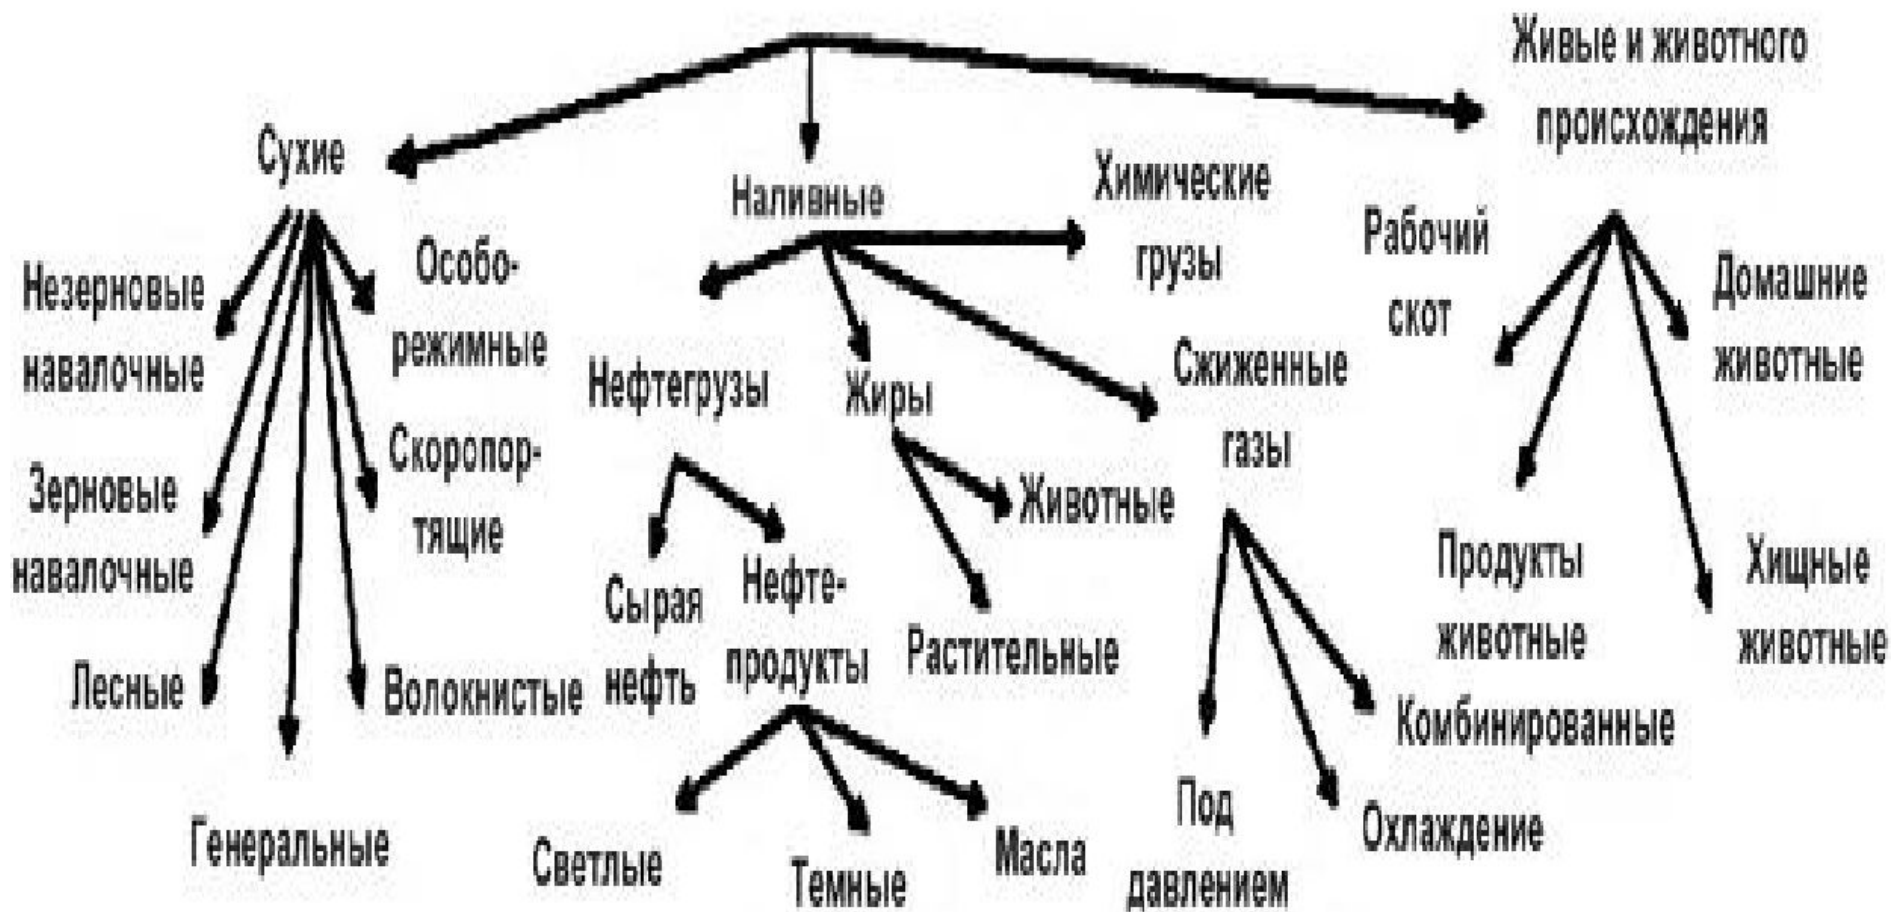 Живые и животного
происхождения
Сухие
Наливные
Химические
грузы
Рабочий
скот
Домашние
животные
Особо-
режимные
Незерновые
навалочные
Нефтегрузы
Жиры
Сжиженные
газы
Скоропор-
тящие
Зерновые
навалочные
Животные
Продукты
животные
Хищные
животные
Сырая
нефть
Нефте-
продукты
Растительные
Лесные
Волокнистые
Комбинированные
Генеральные
Светлые
Темные
Масла
Под
давлением
Охлаждение